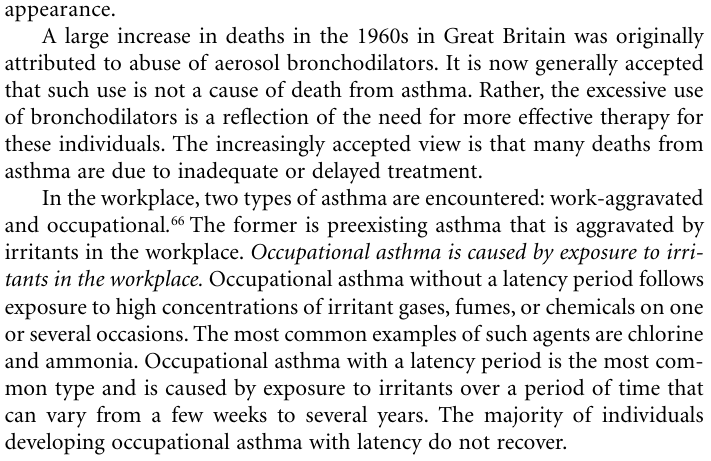 appearance.
A large increase in deaths in the 1960s in Great Britain was originally
attributed to abuse of aerosol bronchodilators. It is now generally accepted
that such use is not a cause of death from asthma. Rather, the excessive use
of bronchodilators is a reflection of the need for more effective therapy for
these individuals. The increasingly accepted view is that many deaths from
asthma are due to inadequate or delayed treatment.
In the workplace, two types of asthma are encountered: work-aggravated
and occupational.⁶⁶ The former is preexisting asthma that is aggravated by
irritants in the workplace. Occupational asthma is caused by exposure to irri-
tants in the workplace. Occupational asthma without a latency period follows
exposure to high concentrations of irritant gases, fumes, or chemicals on one
or several occasions. The most common examples of such agents are chlorine
and ammonia. Occupational asthma with a latency period is the most com-
mon type and is caused by exposure to irritants over a period of time that
can vary from a few weeks to several years. The majority of individuals
developing occupational asthma with latency do not recover.